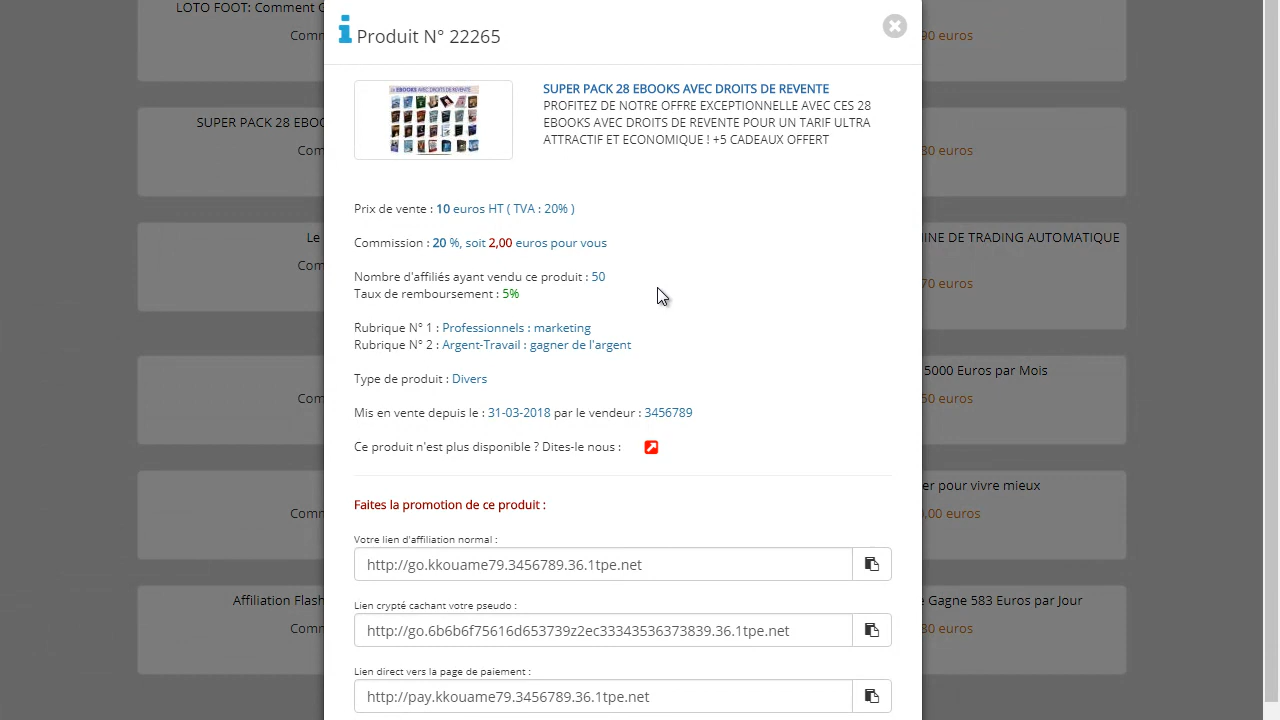 LOTO FOOT: Comment
Produit N° 22265
90 euros
SUPER PACK 28 EBOOKS AVEC DROITS DE REVENTE
PROFITEZ DE NOTRE OFFRE EXCEPTIONNELLE AVEC CES 28
EBOOKS AVEC DROITS DE REVENTE POUR UN TARIF ULTRA
ATTRACTIF ET ECONOMIQUE ! +5 CADEAUX OFFERT
EBOOKS AVEC DROITS DE REVENTE
SUPER PACK 28
80 euros
Prix de vente : 10 euros HT ( TVA : 20% )
Le
INE DE TRADING AUTOMATIQUE
Commission : 20 %, soit 2,00 euros pour vous
Nombre d'affiliés ayant vendu ce produit : 50
70 euros
Taux de remboursement : 5%
Rubrique N° 1 : Professionnels : marketing
Rubrique N° 2 : Argent-Travail : gagner de l'argent
5000 Euros par Mois
Type de produit : Divers
50 euros
Mis en vente depuis le : 31-03-2018 par le vendeur : 3456789
Ce produit n'est plus disponible ? Dites-le nous :
er pour vivre mieux
Faites la promotion de ce produit :
.00 euros
Votre lien d'affiliation normal :
http://go.kkouame79.3456789.36.1tpe.net
Affiliation Flash
Gagne 583 Euros par Jour
Lien crypté cachant votre pseudo :
http://go.6b6b6f75616d653739z2ec33343536373839.36.1tpe.net
80 euros
Lien direct vers la page de paiement :
http://pay.kkouame79.3456789.36.1tpe.net